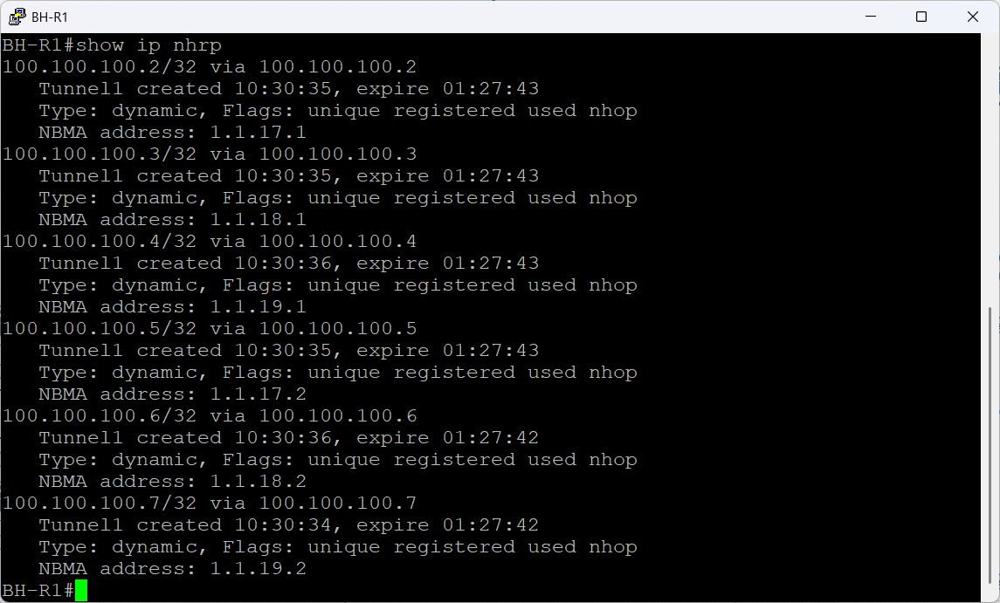 BH-R1
BH-R1#show ip nhrp
100.100.100.2/32 via 100.100.100.2
   Tunnel1 created 10:30:35, expire 01:27:43
   Type: dynamic, Flags: unique registered used nhop
   NBMA address: 1.1.17.1
100.100.100.3/32 via 100.100.100.3
   Tunnel1 created 10:30:35, expire 01:27:43
   Type: dynamic, Flags: unique registered used nhop
   NBMA address: 1.1.18.1
100.100.100.4/32 via 100.100.100.4
   Tunnel1 created 10:30:36, expire 01:27:43
   Type: dynamic, Flags: unique registered used nhop
   NBMA address: 1.1.19.1
100.100.100.5/32 via 100.100.100.5
   Tunnel1 created 10:30:35, expire 01:27:43
   Type: dynamic, Flags: unique registered used nhop
   NBMA address: 1.1.17.2
100.100.100.6/32 via 100.100.100.6
   Tunnel1 created 10:30:36, expire 01:27:42
   Type: dynamic, Flags: unique registered used nhop
   NBMA address: 1.1.18.2
100.100.100.7/32 via 100.100.100.7
   Tunnel1 created 10:30:34, expire 01:27:42
   Type: dynamic, Flags: unique registered used nhop
   NBMA address: 1.1.19.2
BH-R1#